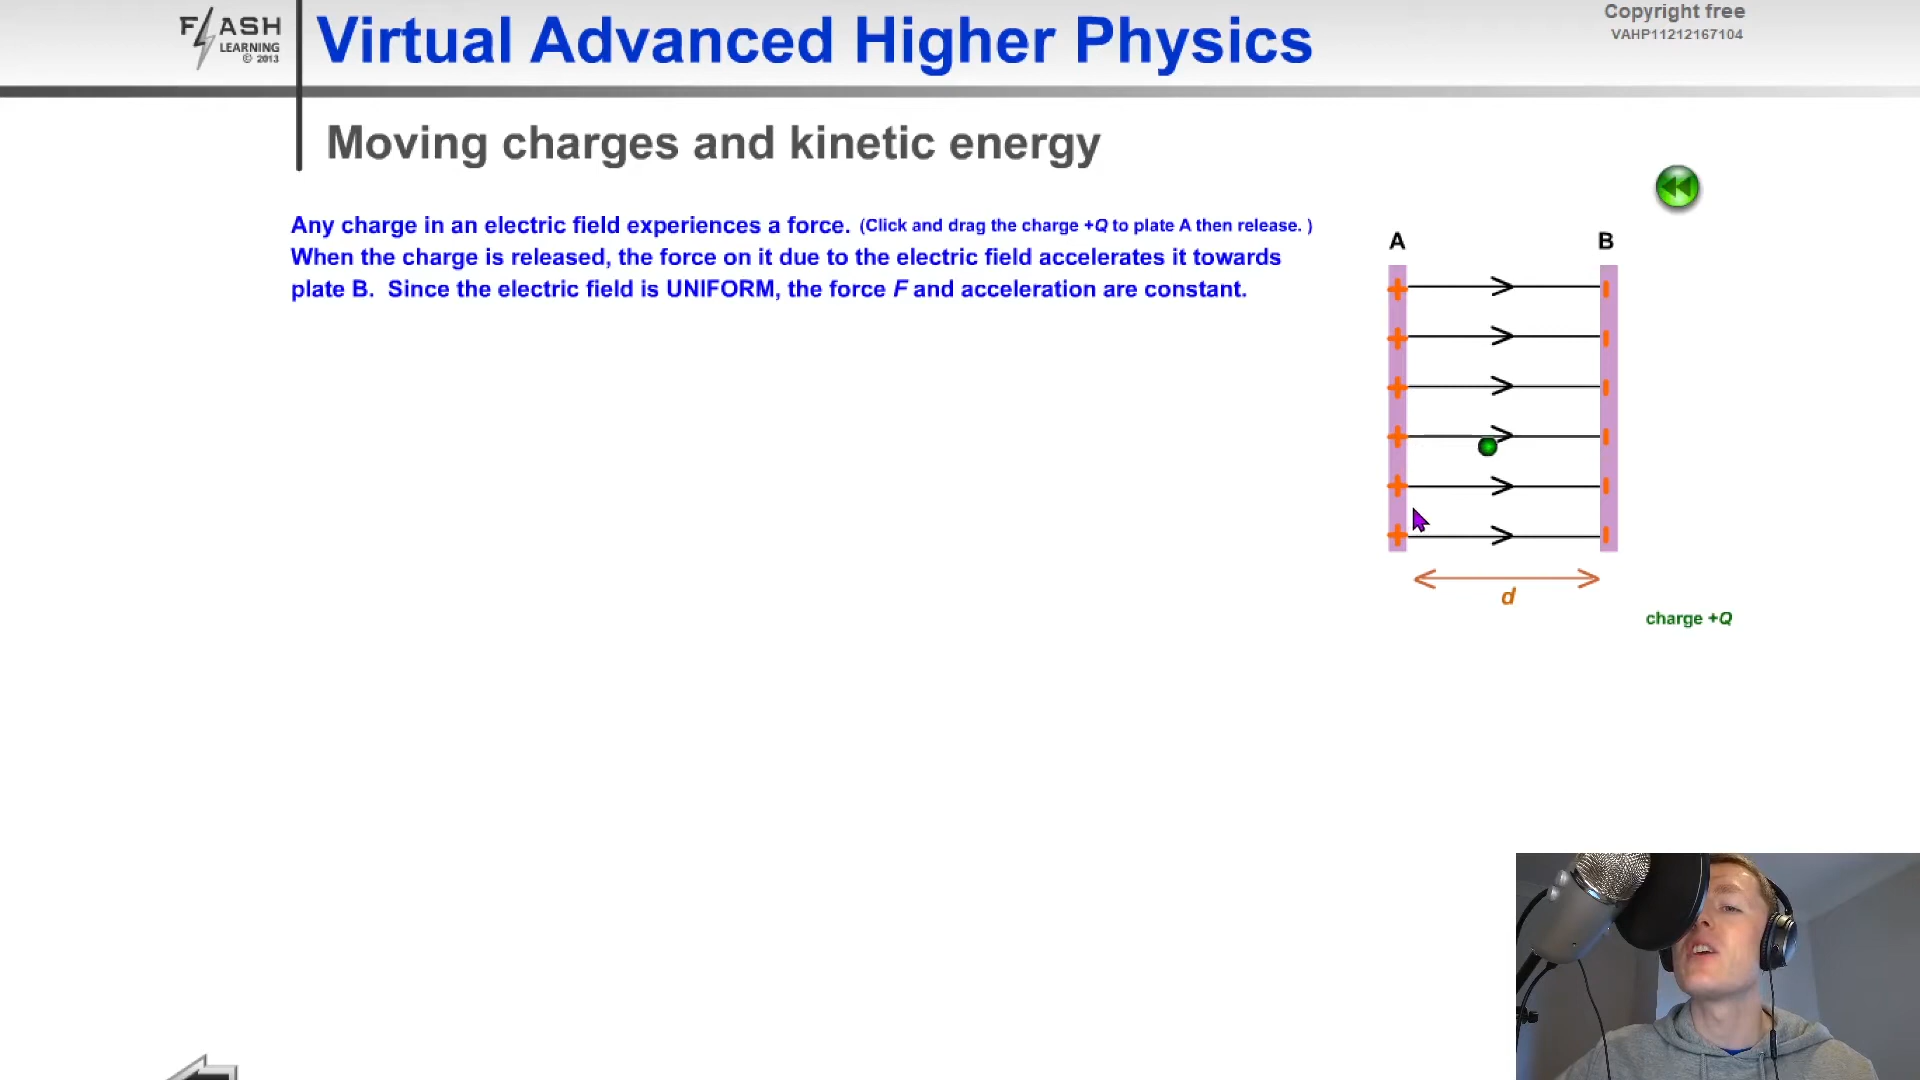 FLASH
LEARNING
© 2013
Virtual Advanced Higher Physics
Copyright free
VAHP11212167104
Moving charges and kinetic energy
Any charge in an electric field experiences a force. (Click and drag the charge +Q to plate A then release. )
When the charge is released, the force on it due to the electric field accelerates it towards
plate B. Since the electric field is UNIFORM, the force F and acceleration are constant.
A B
d
charge +Q